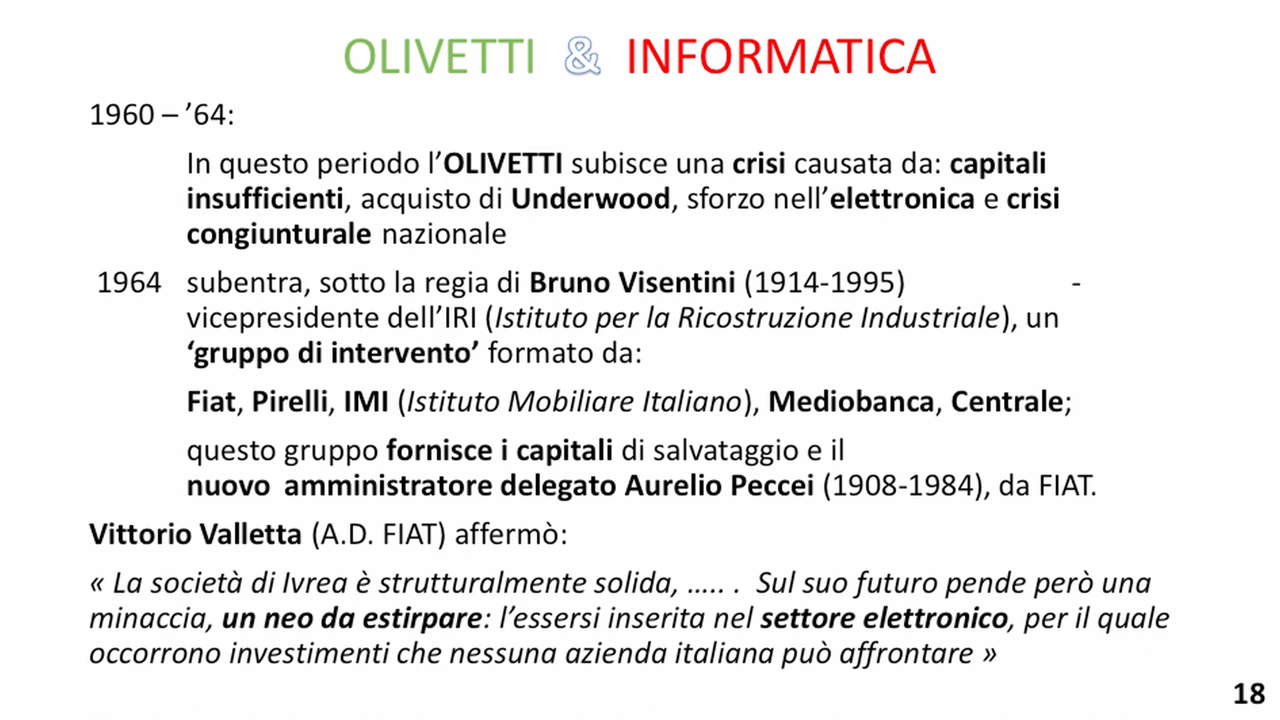 OLIVETTI & INFORMATICA
1960 – ’64:
In questo periodo l’OLIVETTI subisce una crisi causata da: capitali
insufficienti, acquisto di Underwood, sforzo nell’elettronica e crisi
congiunturale nazionale
1964 subentra, sotto la regia di Bruno Visentini (1914-1995) -
vicepresidente dell’IRI (Istituto per la Ricostruzione Industriale), un
‘gruppo di intervento’ formato da:
Fiat, Pirelli, IMI (Istituto Mobiliare Italiano), Mediobanca, Centrale;
questo gruppo fornisce i capitali di salvataggio e il
nuovo amministratore delegato Aurelio Peccei (1908-1984), da FIAT.
Vittorio Valletta (A.D. FIAT) affermò:
« La società di Ivrea è strutturalmente solida, ….. . Sul suo futuro pende però una
minaccia, un neo da estirpare: l’essersi inserita nel settore elettronico, per il quale
occorrono investimenti che nessuna azienda italiana può affrontare »
18